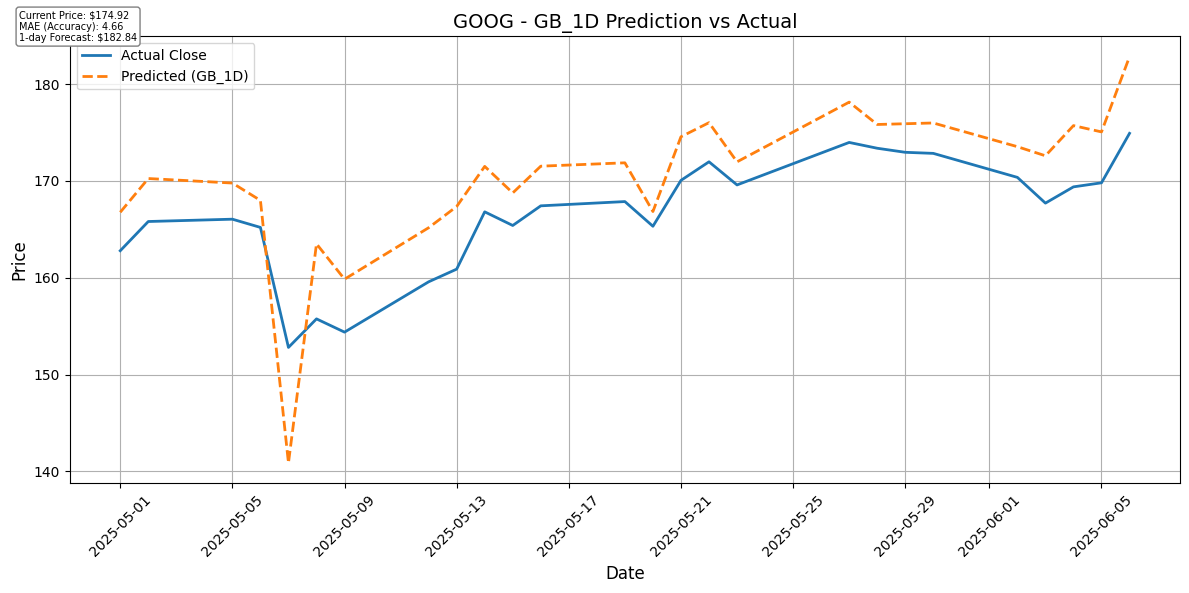 GOOG - GB_1D Prediction vs Actual
Current Price: $174.92
MAE (Accuracy): 4.66
1-day Forecast: $182.84
Actual Close
Predicted (GB_1D)
Price
180
170
160
150
140
2025-05-01
2025-05-05
2025-05-09
2025-05-13
2025-05-17
2025-05-21
2025-05-25
2025-05-29
2025-06-01
2025-06-05
Date